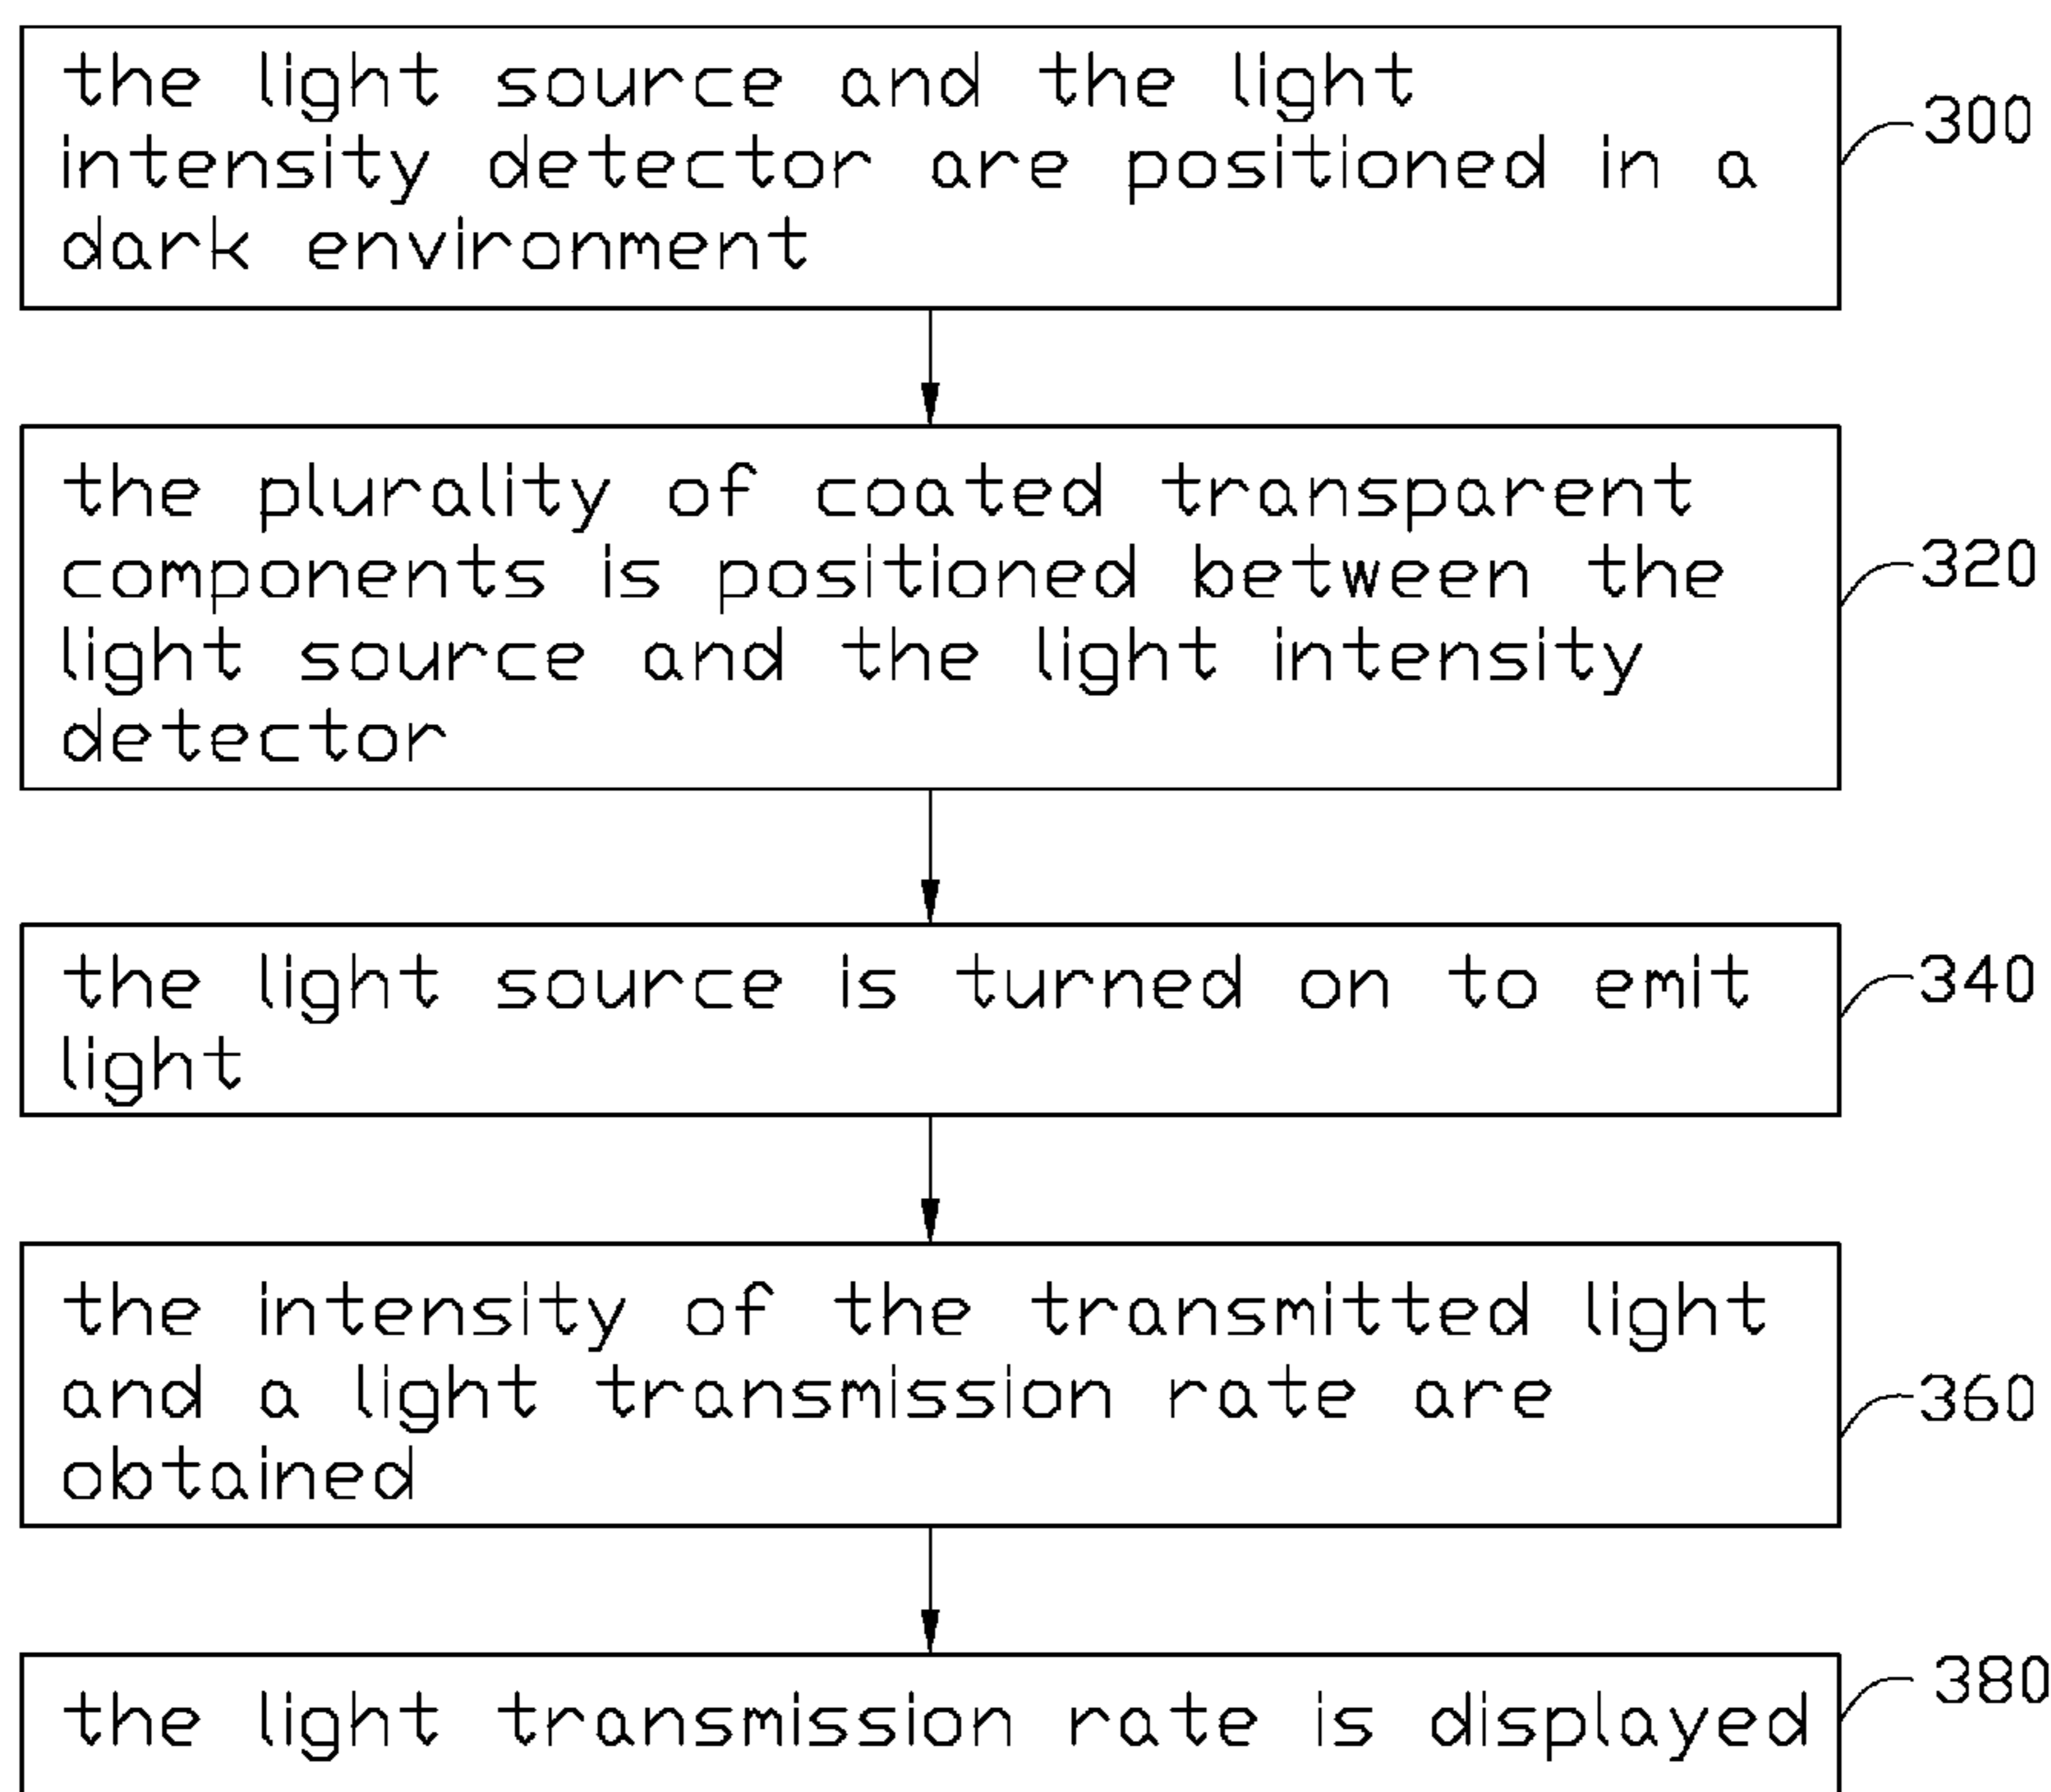 the light source and the light
intensity detector are positioned in a
dark environment
300
the plurality of coated transparent
components is positioned between the
light source and the light intensity
detector
320
the light source is turned on to emit
light
340
the intensity of the transmitted light
and a light transmission rate are
obtained
360
the light transmission rate is displayed
380